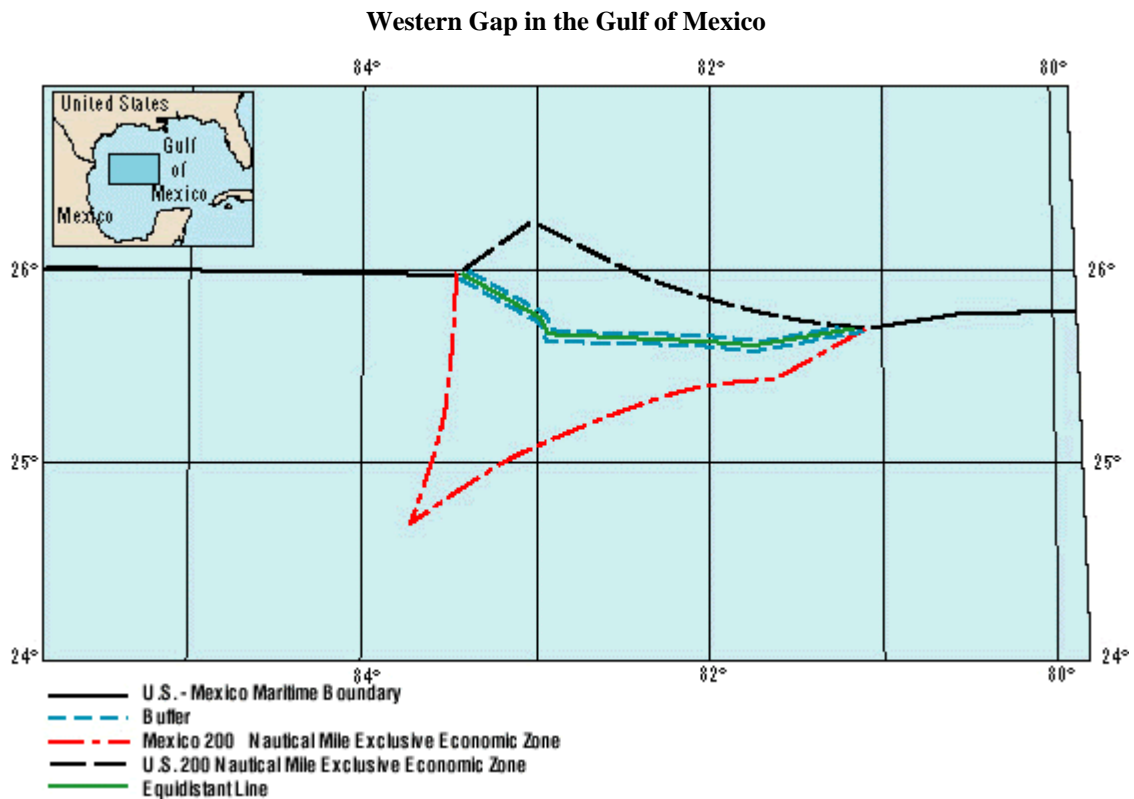 Western Gap in the Gulf of Mexico
84°
82°
80°
United States
Gulf
of
Mexico
Mexico
26°
26°
25°
25°
24°
24°
84°
82°
80°
U.S. - Mexico Maritime Boundary
Buffer
Mexico 200 Nautical Mile Exclusive Economic Zone
U.S. 200 Nautical Mile Exclusive Economic Zone
Equidistant Line